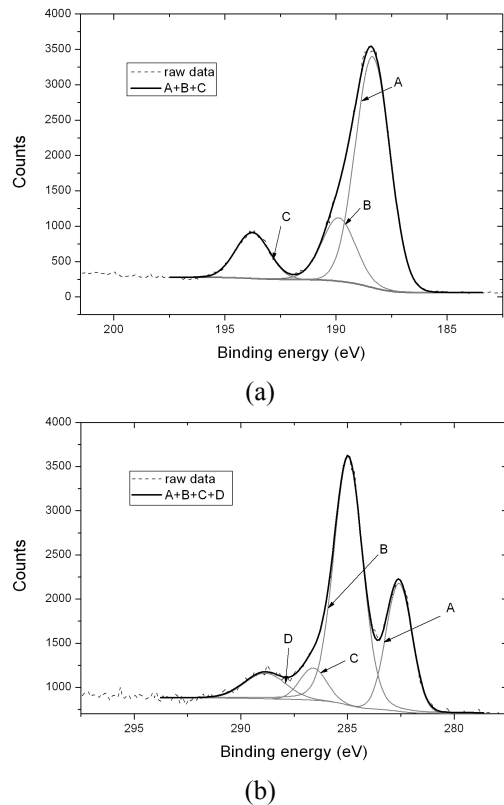 4000
3500
3000
2500
2000
1500
1000
500
0
Counts
raw data
A+B+C
A
B
C
200 195 190 185
Binding energy (eV)
(a)
4000
3500
3000
2500
2000
1500
1000
Counts
raw data
A+B+C+D
B
A
D
C
295 290 285 280
Binding energy (eV)
(b)